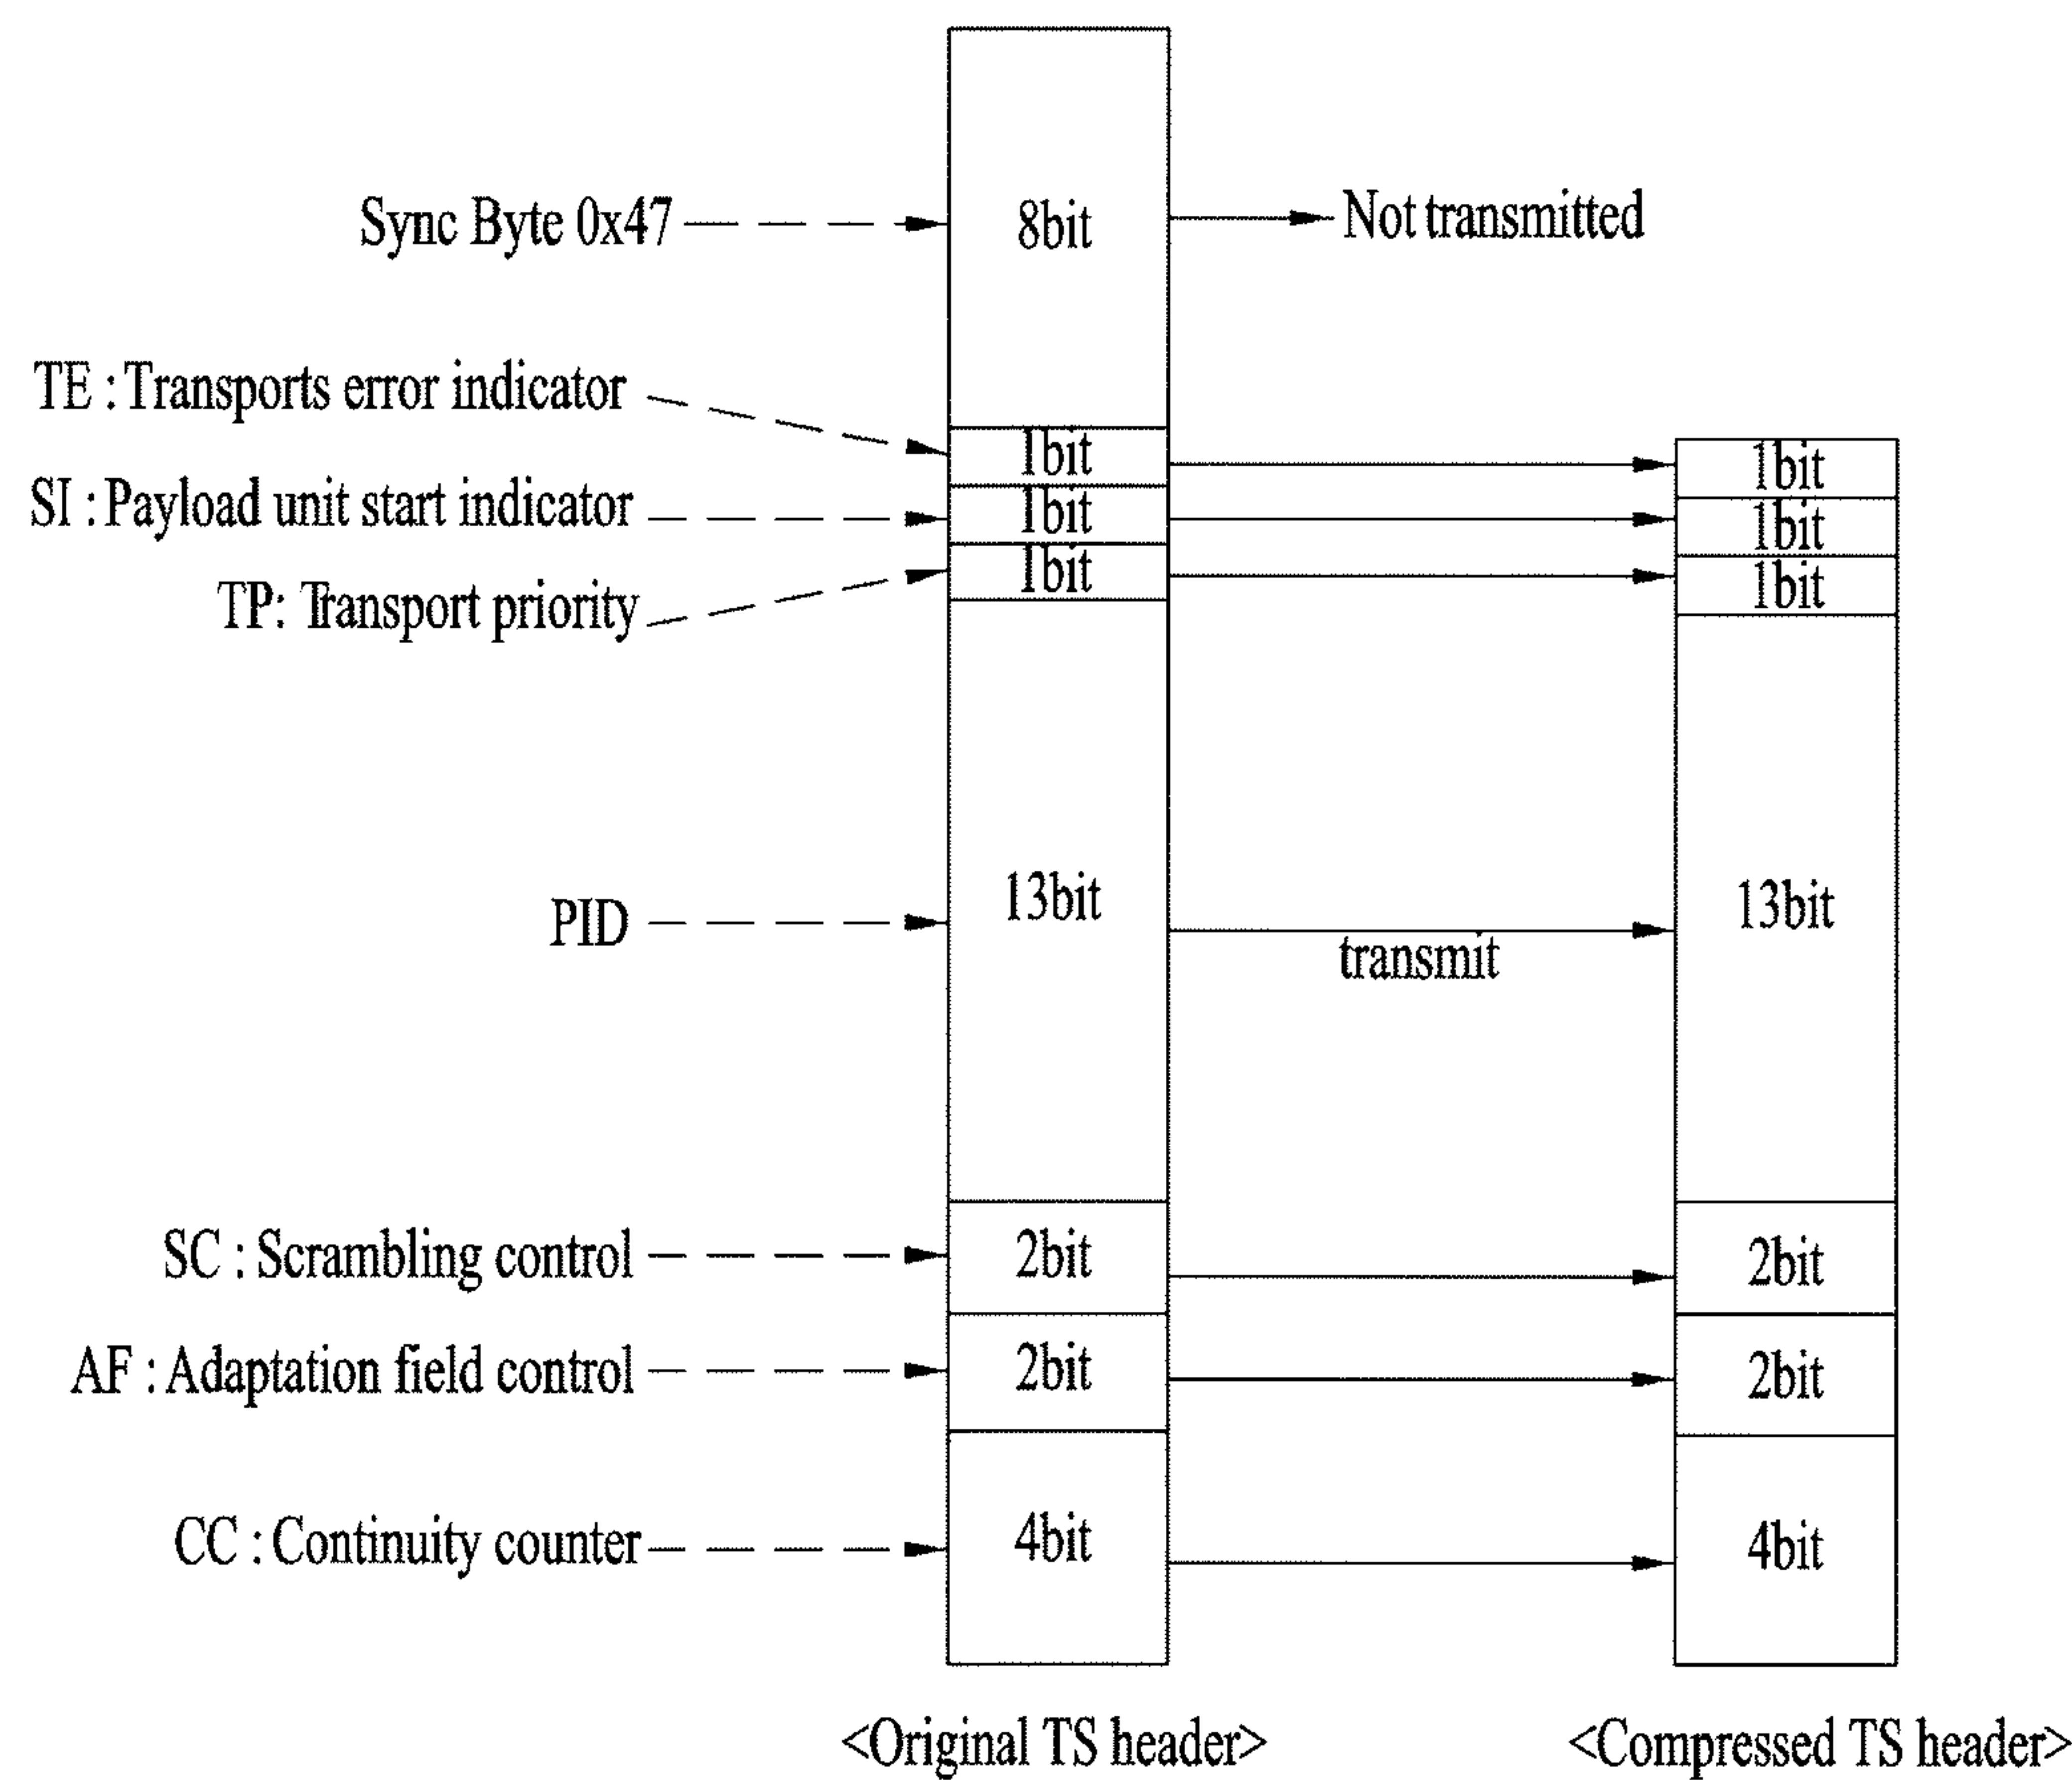 Sync Byte 0x47
8bit
Not transmitted
TE : Transports error indicator
1bit
1bit
SI : Payload unit start indicator
1bit
1bit
TP: Transport priority
1bit
1bit
PID
13bit
transmit
13bit
SC : Scrambling control
2bit
2bit
AF : Adaptation field control
2bit
2bit
CC : Continuity counter
4bit
4bit
<Original TS header>
<Compressed TS header>